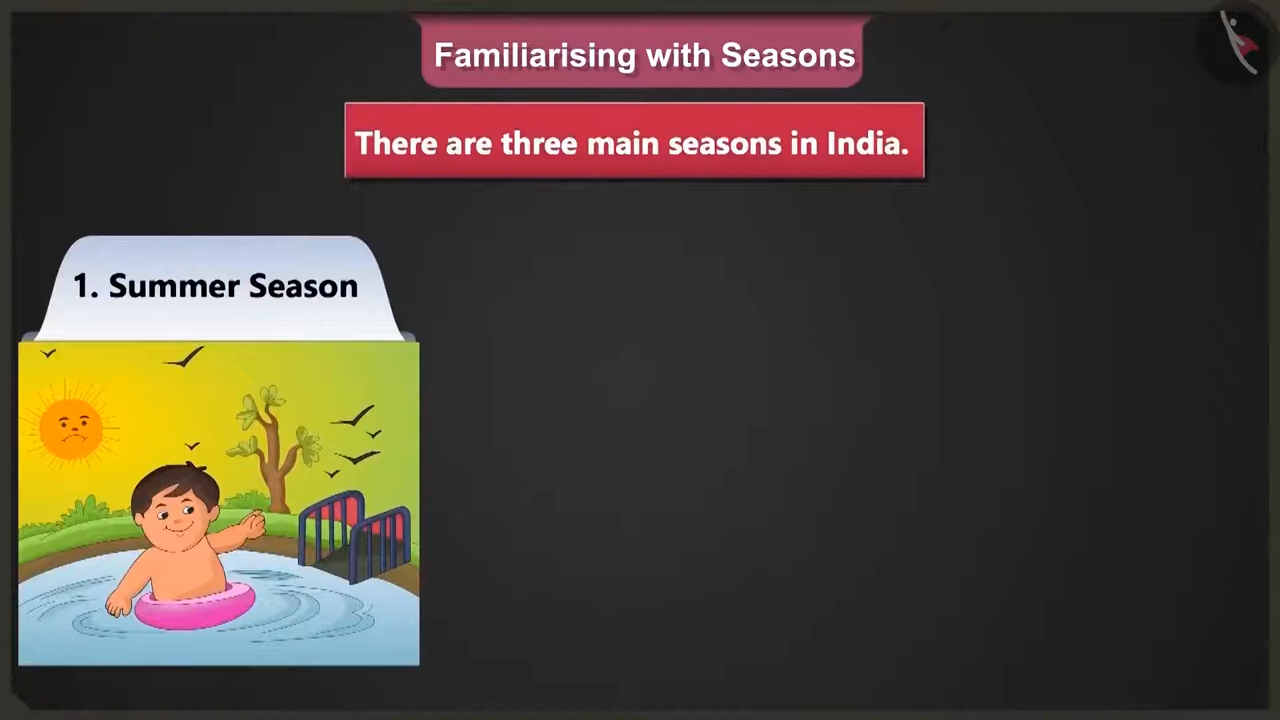 Familiarising with Seasons
There are three main seasons in India.
1. Summer Season